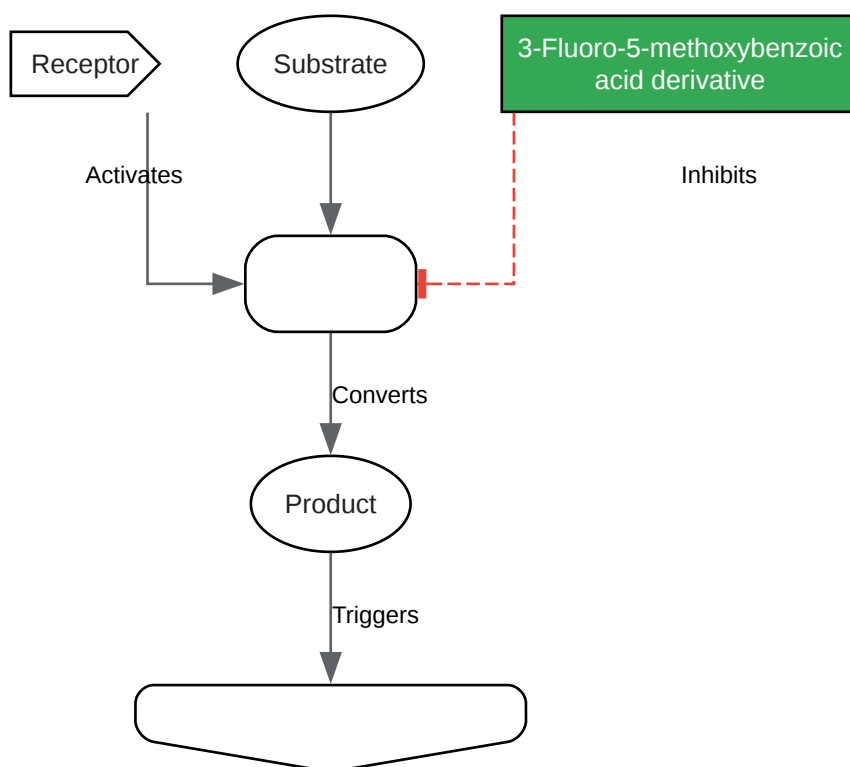 Receptor
Substrate
3-Fluoro-5-methoxybenzoic
acid derivative
Activates
Inhibits
Converts
Product
Triggers